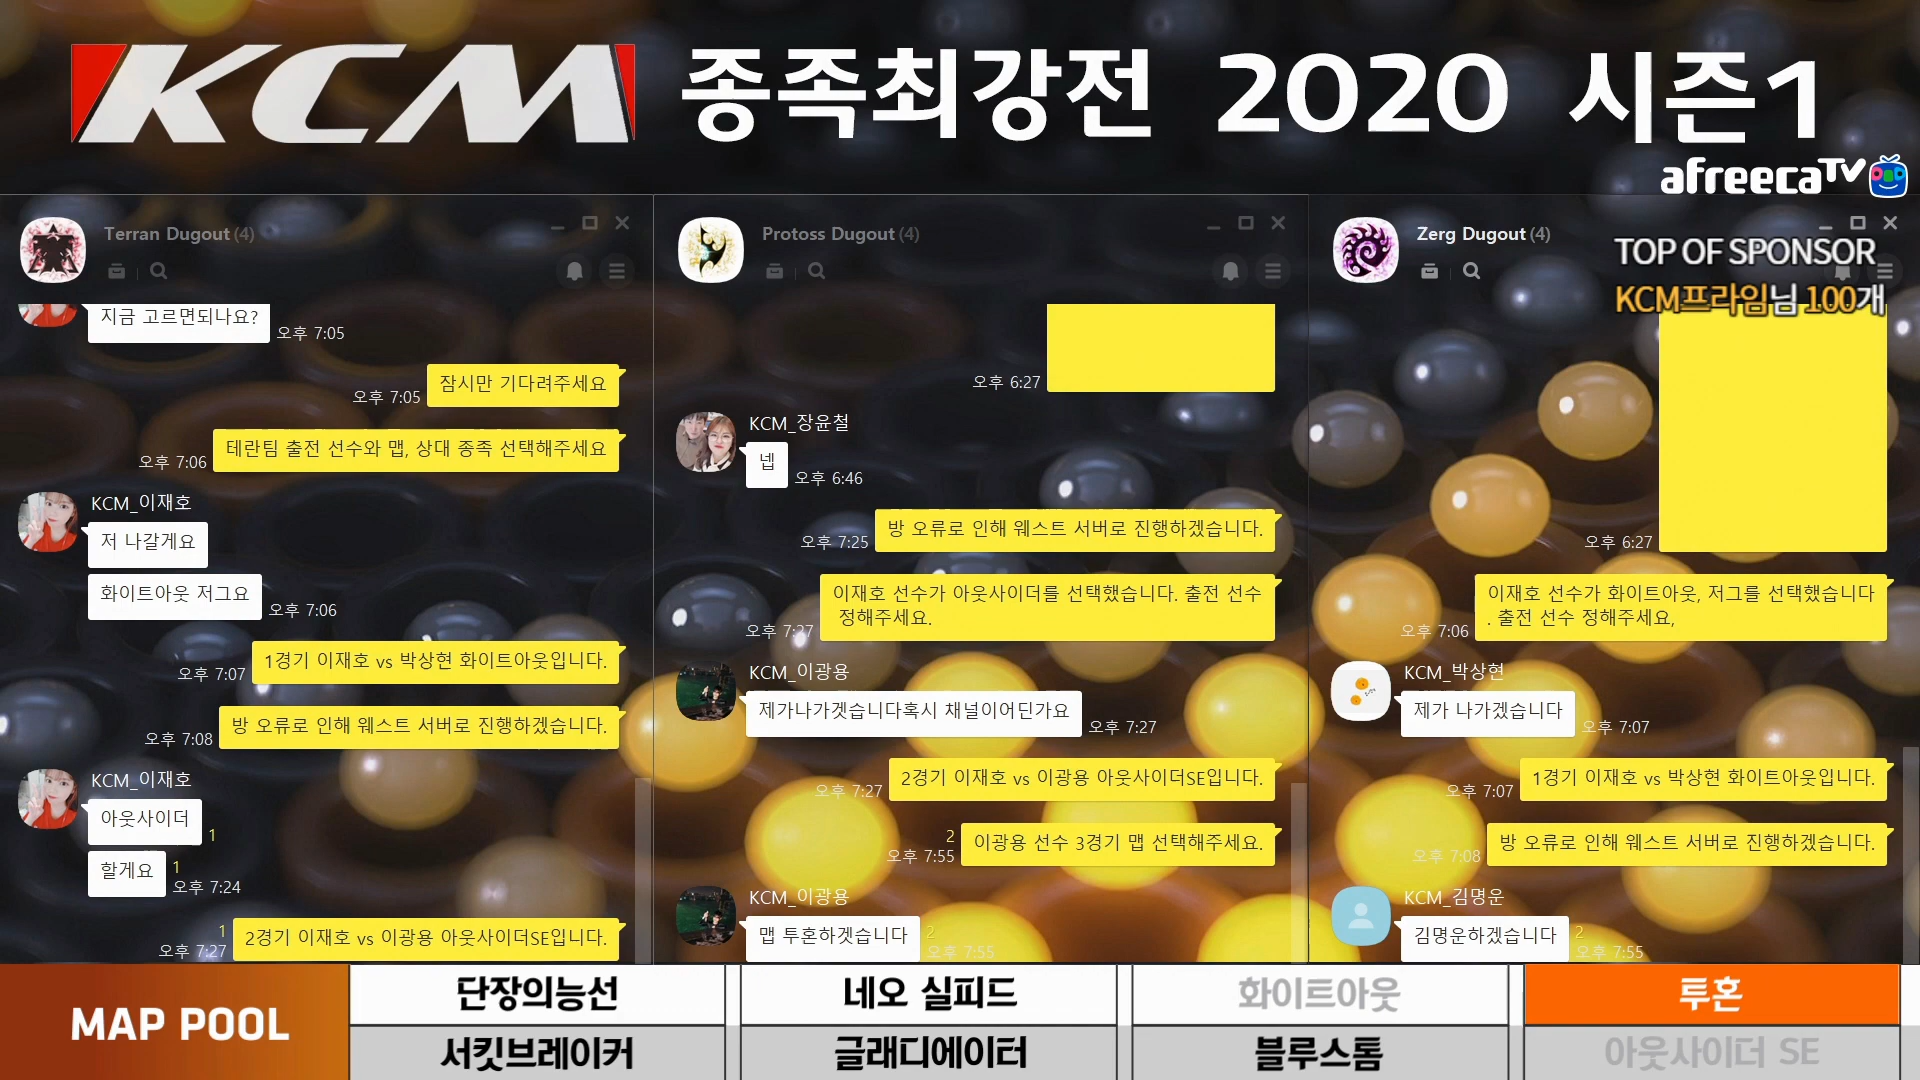 KCM 종족최강전 2020 시즌1
afreecaTV
TOP OF SPONSOR
KCM프라임님 100개
Terran Dugout (4)
지금 고르면되나요?
오후 7:05
잠시만 기다려주세요
오후 7:05
테란팀 출전 선수와 맵, 상대 종족 선택해주세요
오후 7:06
KCM_이재호
저 나갈게요
화이트아웃 저그요
오후 7:06
1경기 이재호 vs 박상현 화이트아웃입니다.
오후 7:07
방 오류로 인해 웨스트 서버로 진행하겠습니다.
오후 7:08
KCM_이재호
아웃사이더
1
할게요
1
오후 7:24
1
오후 7:27
2경기 이재호 vs 이광용 아웃사이더SE입니다.
Protoss Dugout (4)
오후 6:27
KCM_장윤철
넵
오후 6:46
방 오류로 인해 웨스트 서버로 진행하겠습니다.
오후 7:25
이재호 선수가 아웃사이더를 선택했습니다. 출전 선수
정해주세요.
오후 7:27
KCM_이광용
제가나가겟습니다혹시 채널이어딘가요
오후 7:27
2경기 이재호 vs 이광용 아웃사이더SE입니다.
오후 7:27
2
오후 7:55
이광용 선수 3경기 맵 선택해주세요.
KCM_이광용
맵 투혼하겟습니다
2
오후 7:55
Zerg Dugout (4)
오후 6:27
이재호 선수가 화이트아웃, 저그를 선택했습니다
. 출전 선수 정해주세요,
오후 7:06
KCM_박상현
제가 나가겠습니다
오후 7:07
1경기 이재호 vs 박상현 화이트아웃입니다.
오후 7:07
방 오류로 인해 웨스트 서버로 진행하겠습니다.
오후 7:08
KCM_김명운
김명운하겠습니다
2
오후 7:55
MAP POOL
단장의능선
네오 실피드
화이트아웃
투혼
서킷브레이커
글래디에이터
블루스톰
아웃사이더 SE